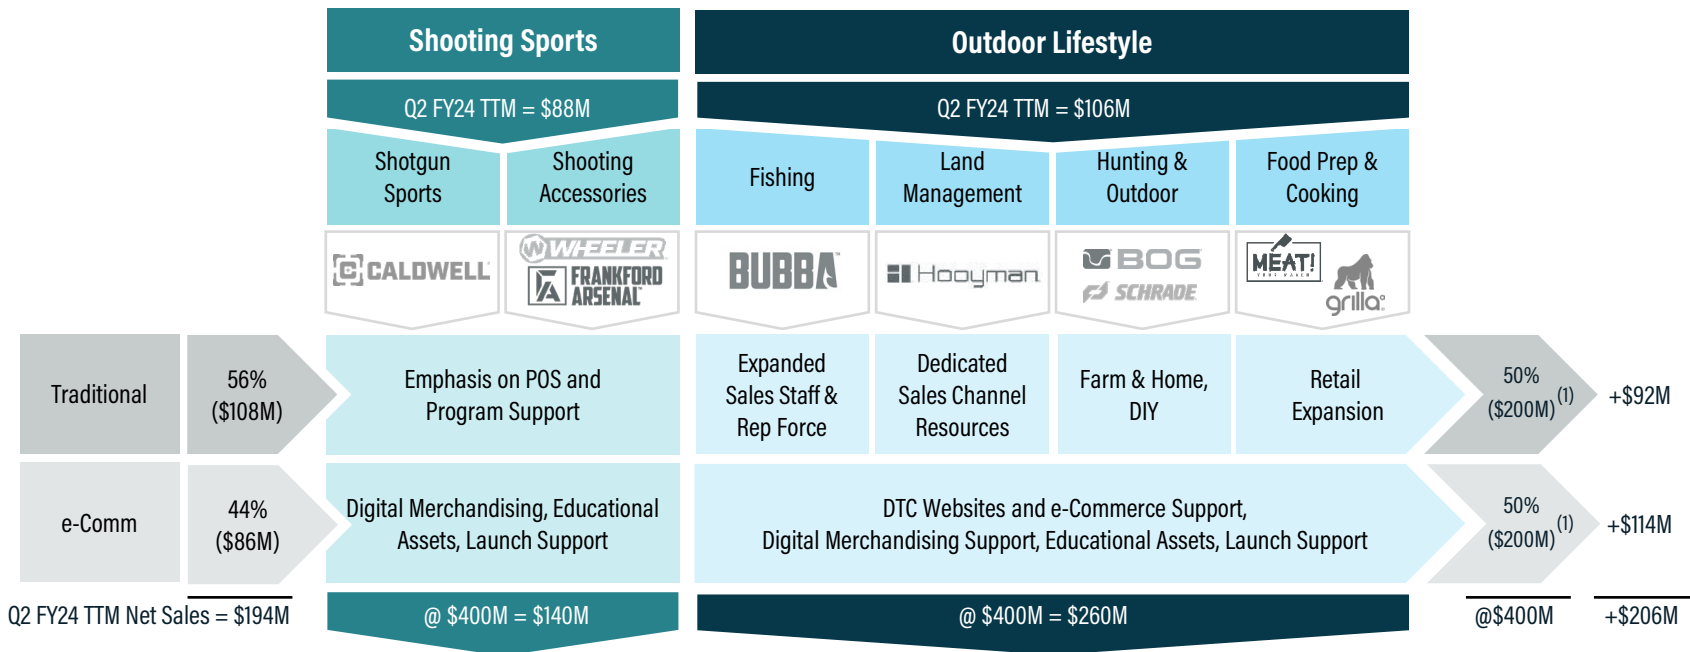 Shooting Sports
Outdoor Lifestyle
Q2 FY24 TTM = $88M
Q2 FY24 TTM = $106M
Shotgun
Sports
Shooting
Accessories
Fishing
Land
Management
Hunting &
Outdoor
Food Prep &
Cooking
CALDWELL
WHEELER
FRANKFORD
ARSENAL™
BUBBA
Hooyman
BOG
SCHRADE
MEAT!
YOUR MAKER
grilla
Traditional
56%
($108M)
Emphasis on POS and
Program Support
Expanded
Sales Staff &
Rep Force
Dedicated
Sales Channel
Resources
Farm & Home,
DIY
Retail
Expansion
50%
($200M)(1)
+$92M
e-Comm
44%
($86M)
Digital Merchandising, Educational
Assets, Launch Support
DTC Websites and e-Commerce Support,
Digital Merchandising Support, Educational Assets, Launch Support
50%
($200M)(1)
+$114M
Q2 FY24 TTM Net Sales = $194M
@ $400M = $140M
@ $400M = $260M
@$400M
+$206M